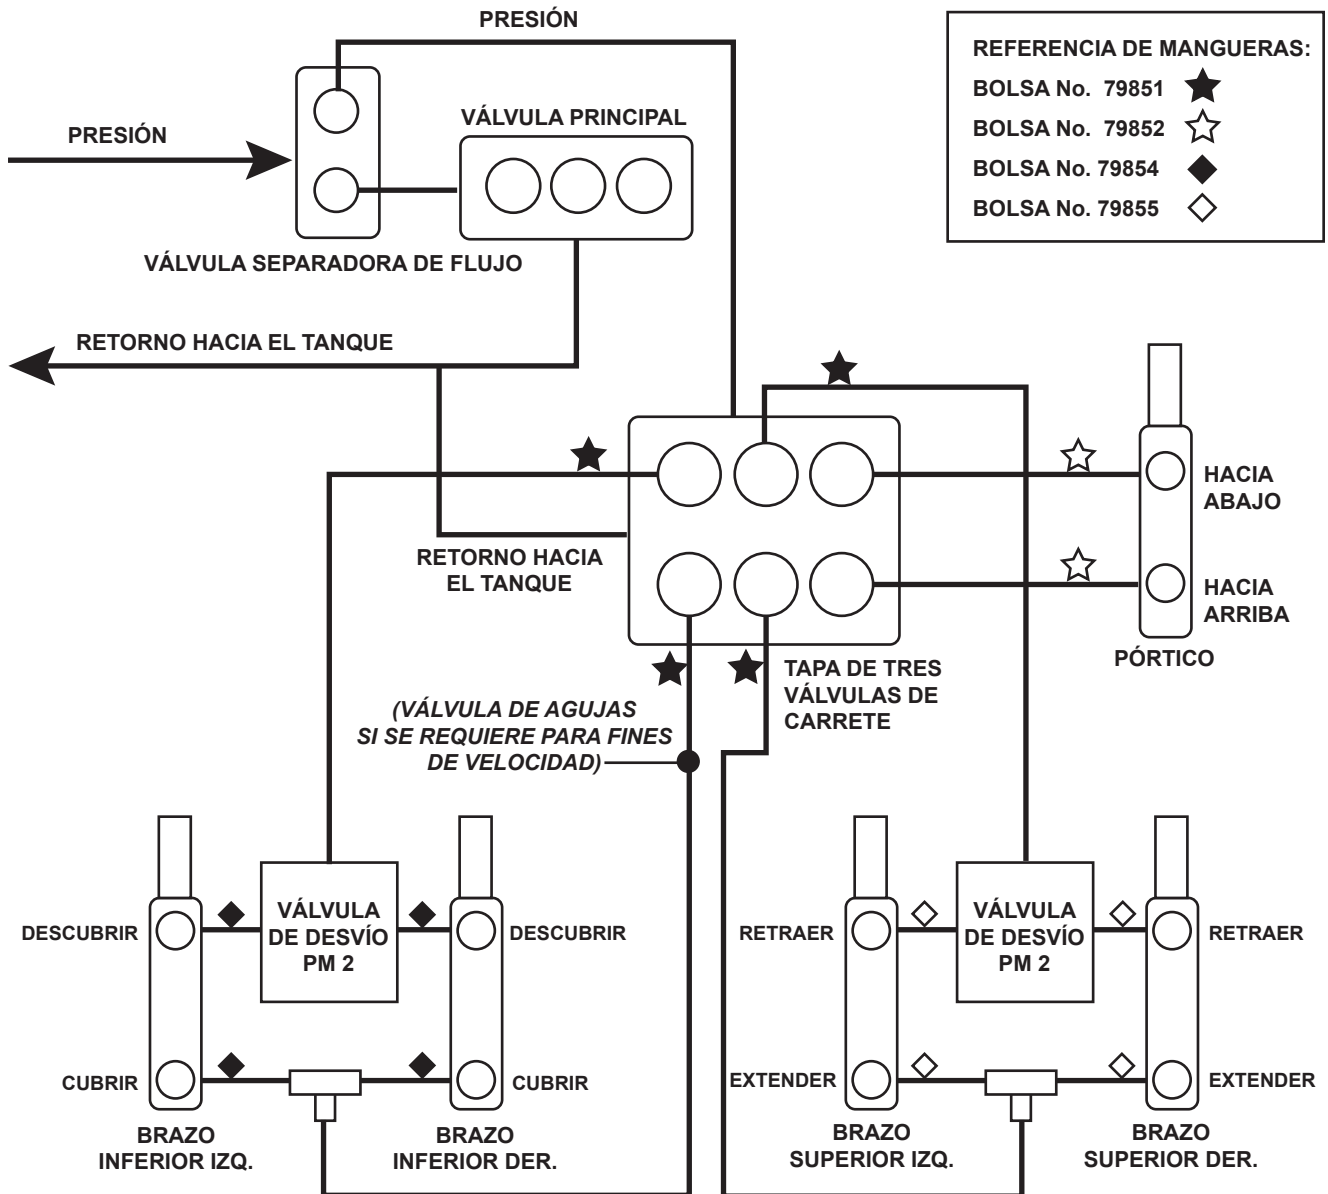 PRESIÓN
REFERENCIA DE MANGUERAS:
BOLSA No. 79851
BOLSA No. 79852
BOLSA No. 79854
BOLSA No. 79855
PRESIÓN
VÁLVULA PRINCIPAL
VÁLVULA SEPARADORA DE FLUJO
RETORNO HACIA EL TANQUE
HACIA
ABAJO
RETORNO HACIA
EL TANQUE
HACIA
ARRIBA
PÓRTICO
TAPA DE TRES
VÁLVULAS DE
CARRETE
(VÁLVULA DE AGUJAS
SI SE REQUIERE PARA FINES
DE VELOCIDAD)
DESCUBRIR
VÁLVULA
DE DESVÍO
PM 2
DESCUBRIR
RETRAER
VÁLVULA
DE DESVÍO
PM 2
RETRAER
CUBRIR
CUBRIR
EXTENDER
EXTENDER
BRAZO
INFERIOR IZQ.
BRAZO
INFERIOR DER.
BRAZO
SUPERIOR IZQ.
BRAZO
SUPERIOR DER.